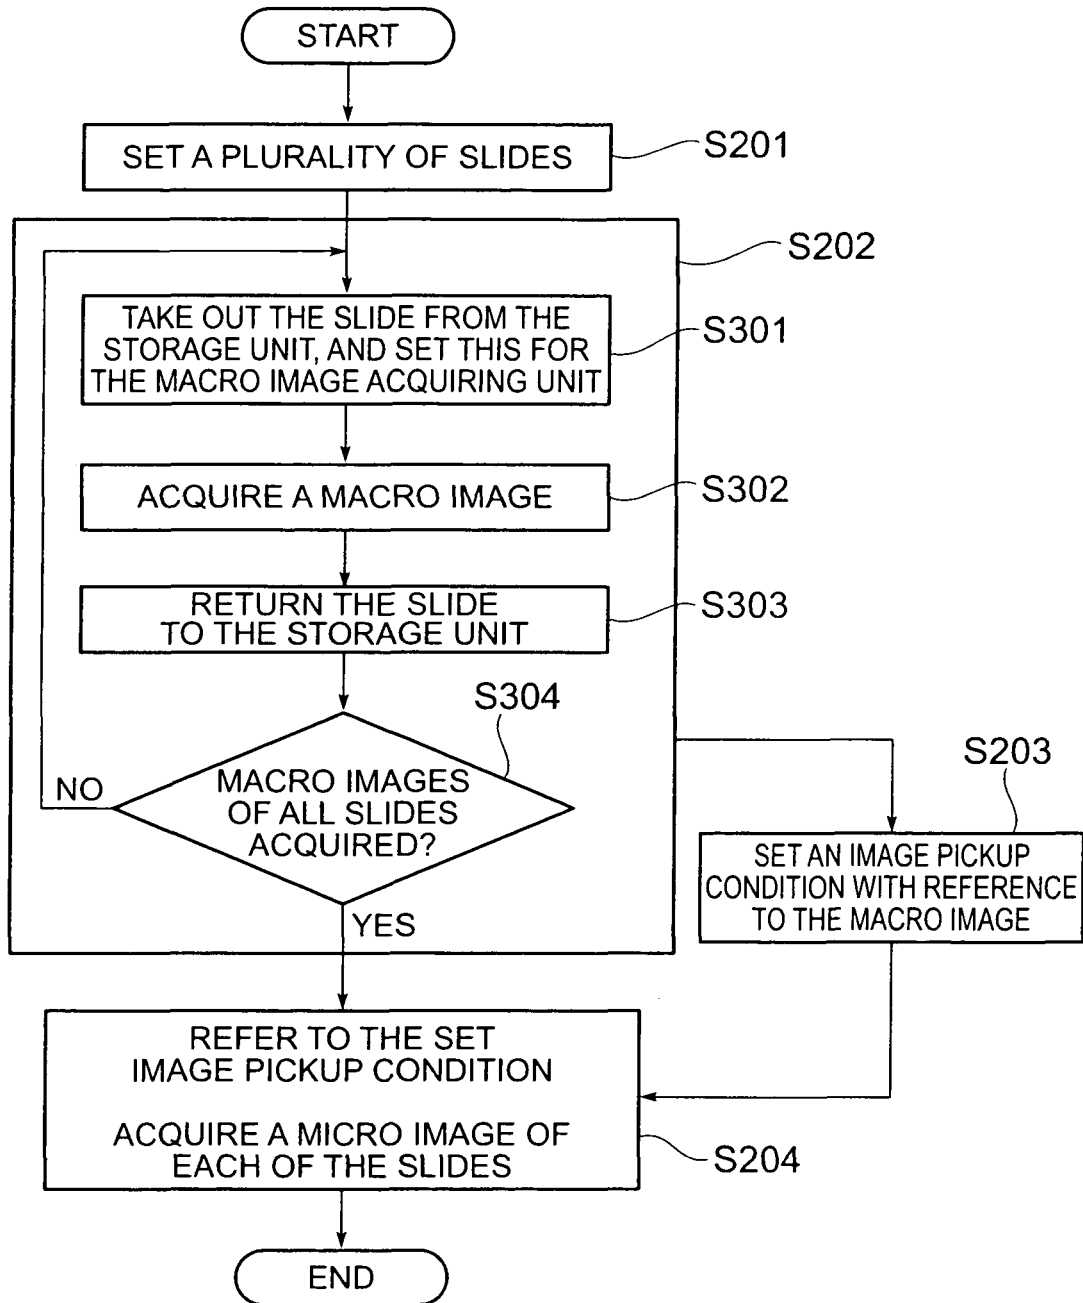 START
SET A PLURALITY OF SLIDES
S201
S202
TAKE OUT THE SLIDE FROM THE
STORAGE UNIT, AND SET THIS FOR
THE MACRO IMAGE ACQUIRING UNIT
S301
ACQUIRE A MACRO IMAGE
S302
RETURN THE SLIDE
TO THE STORAGE UNIT
S303
S304
MACRO IMAGES
OF ALL SLIDES
ACQUIRED?
NO
YES
S203
SET AN IMAGE PICKUP
CONDITION WITH REFERENCE
TO THE MACRO IMAGE
REFER TO THE SET
IMAGE PICKUP CONDITION
ACQUIRE A MICRO IMAGE OF
EACH OF THE SLIDES
S204
END